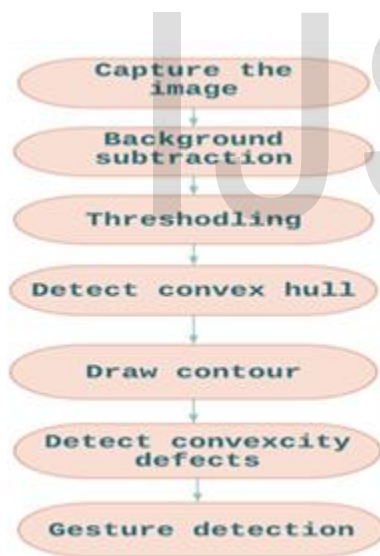 Capture the
image
Background
subtraction
Threshodling
Detect convex hull
Draw contour
Detect convexcity
defects
Gesture detection